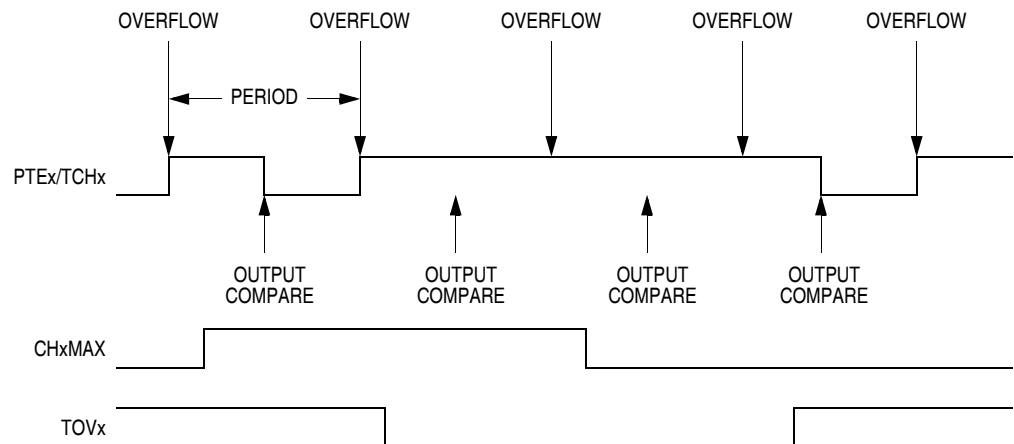 OVERFLOW OVERFLOW OVERFLOW OVERFLOW OVERFLOW
PERIOD
PTEx/TCHx
OUTPUT COMPARE
OUTPUT COMPARE
OUTPUT COMPARE
OUTPUT COMPARE
CHxMAX
TOVx